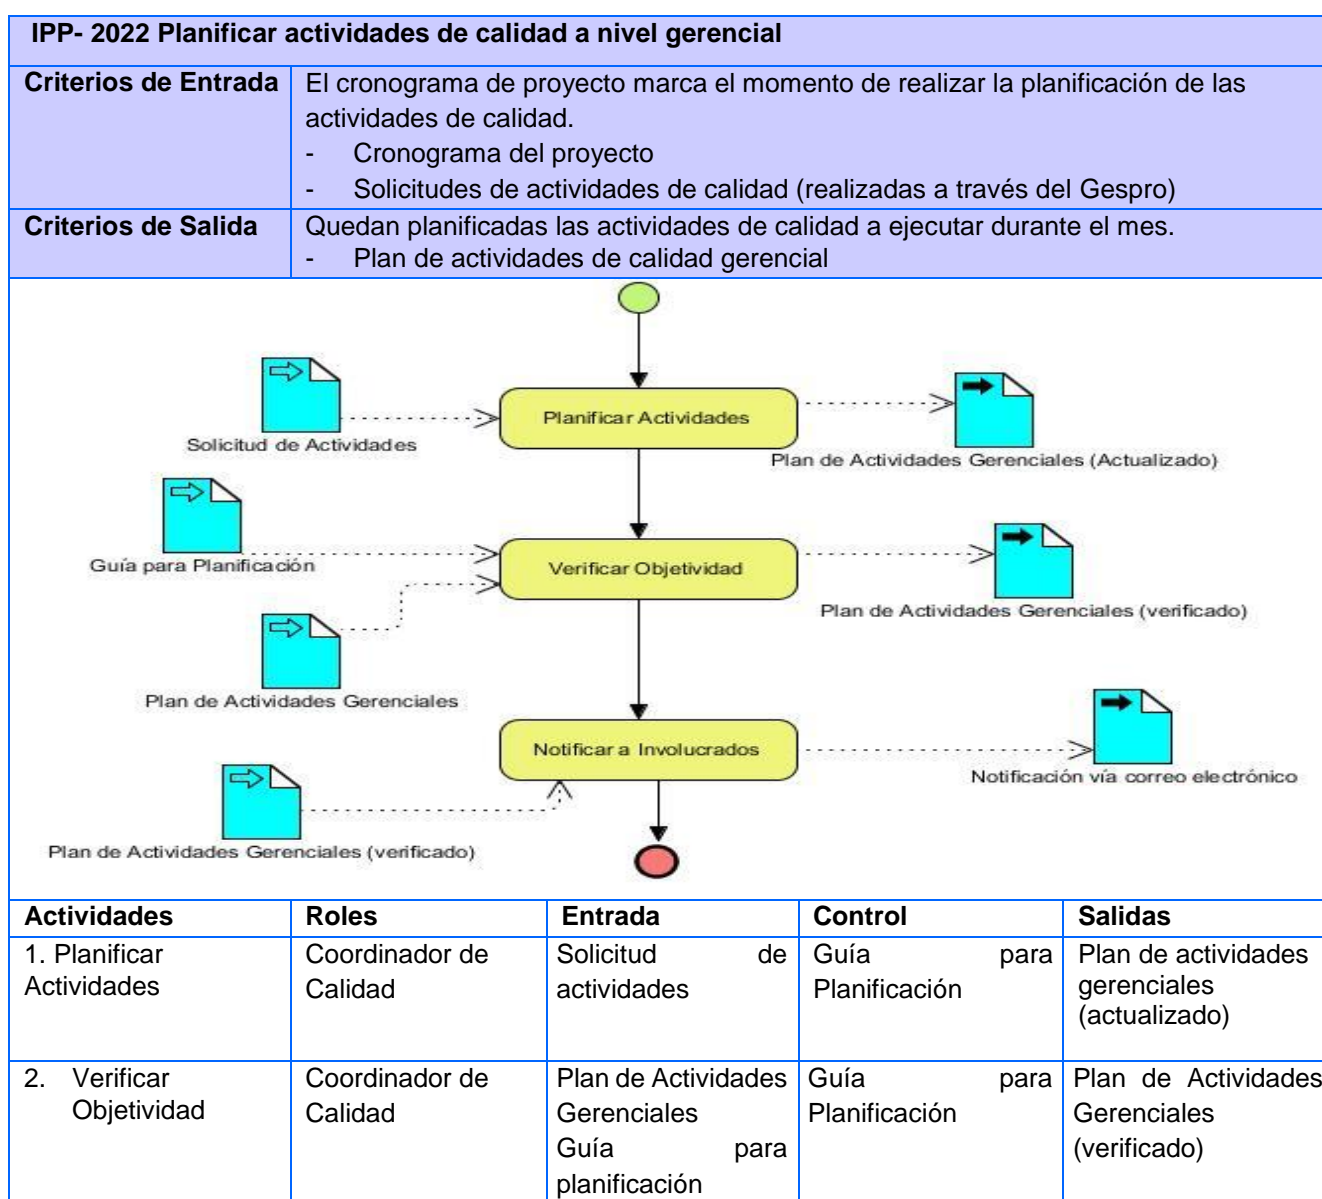 IPP- 2022 Planificar actividades de calidad a nivel gerencial
Criterios de Entrada
El cronograma de proyecto marca el momento de realizar la planificación de las
actividades de calidad.
- Cronograma del proyecto
- Solicitudes de actividades de calidad (realizadas a través del Gespro)
Criterios de Salida
Quedan planificadas las actividades de calidad a ejecutar durante el mes.
- Plan de actividades de calidad gerencial
Planificar Actividades
Solicitud de Actividades
Plan de Actividades Gerenciales (Actualizado)
Guía para Planificación
Verificar Objetividad
Plan de Actividades Gerenciales (verificado)
Plan de Actividades Gerenciales
Notificar a Involucrados
Notificación vía correo electrónico
Plan de Actividades Gerenciales (verificado)
Actividades
Roles
Entrada
Control
Salidas
1. Planificar
Actividades
Coordinador de
Calidad
Solicitud de
actividades
Guía para
Planificación
Plan de actividades
gerenciales
(actualizado)
2. Verificar
Objetividad
Coordinador de
Calidad
Plan de Actividades
Gerenciales
Guía para
planificación
Guía para
Planificación
Plan de Actividades
Gerenciales
(verificado)